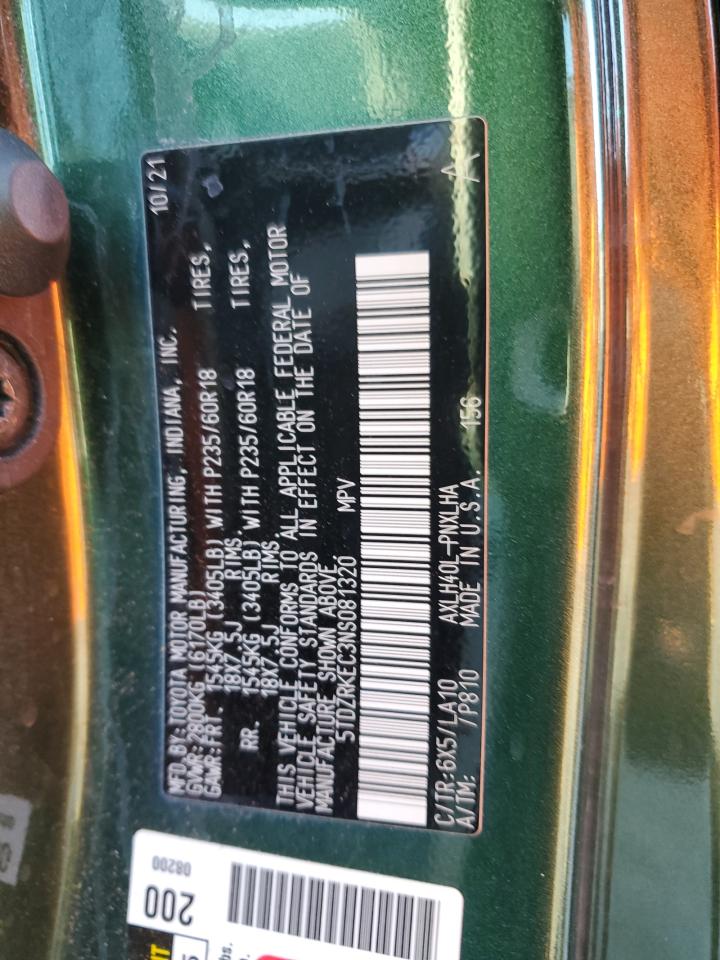 MFD.BY:TOYOTA MOTOR MANUFACTURING, INDIANA, INC. 10/21
GVWR:2800KG (6170LB)
GAWR:FRT. 1545KG (3405LB) WITH P235/60R18 TIRES,
18X7.5J RIMS.
RR. 1545KG (3405LB) WITH P235/60R18 TIRES,
18X7.5J RIMS.
THIS VEHICLE CONFORMS TO ALL APPLICABLE FEDERAL MOTOR
VEHICLE SAFETY STANDARDS IN EFFECT ON THE DATE OF
MANUFACTURE SHOWN ABOVE.
5TDZRKEC3NS081320 MPV
C/TR:6X5/LA10 AXLH40L-PNXLHA 156
A/TM: /P810 MADE IN U.S.A.
A
08200
200